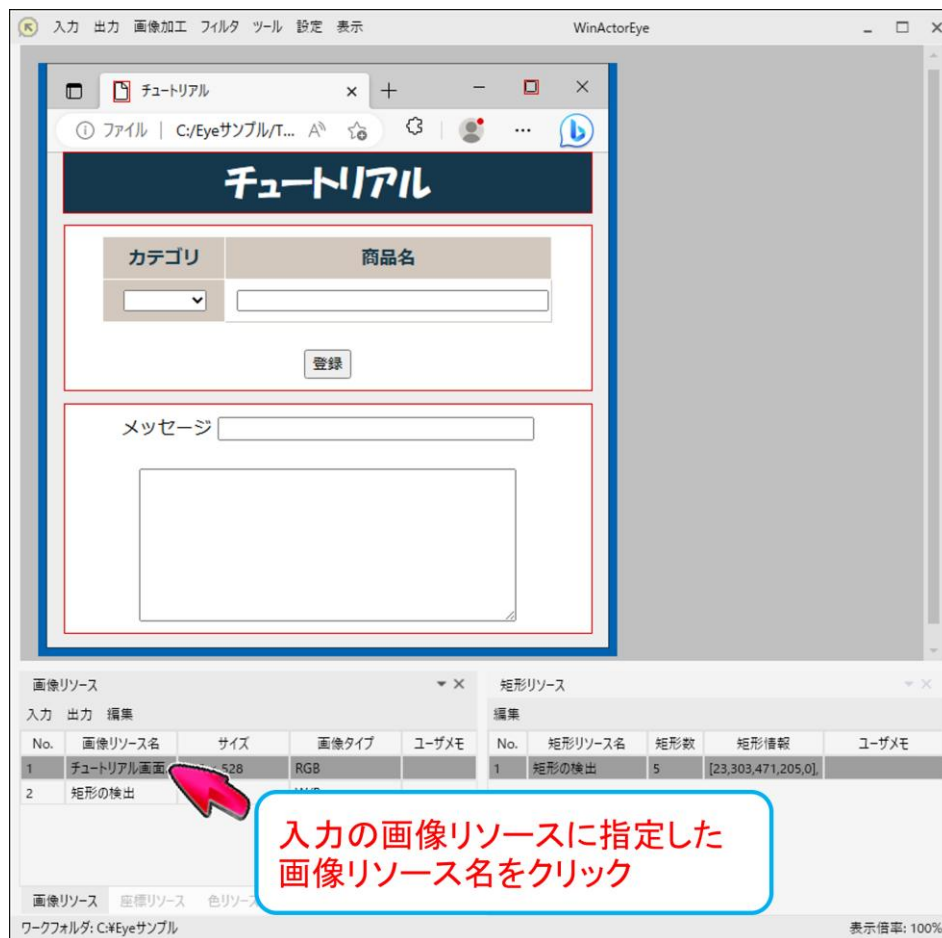 入力 出力 画像加工 フィルタ ツール 設定 表示 WinActorEye
チュートリアル
ファイル C:/Eyeサンプル/T...
チュートリアル
カテゴリ 商品名
登録
メッセージ
画像リソース
入力 出力 編集
No. 画像リソース名 サイズ 画像タイプ ユーザメモ
1 チュートリアル画面 528 RGB
2 矩形の検出
矩形リソース
編集
No. 矩形リソース名 矩形数 矩形情報 ユーザメモ
1 矩形の検出 5 [23,303,471,205,0],
入力の画像リソースに指定した
画像リソース名をクリック
画像リソース 座標リソース 色リソース
ワークフォルダ: C:¥Eyeサンプル 表示倍率: 100%